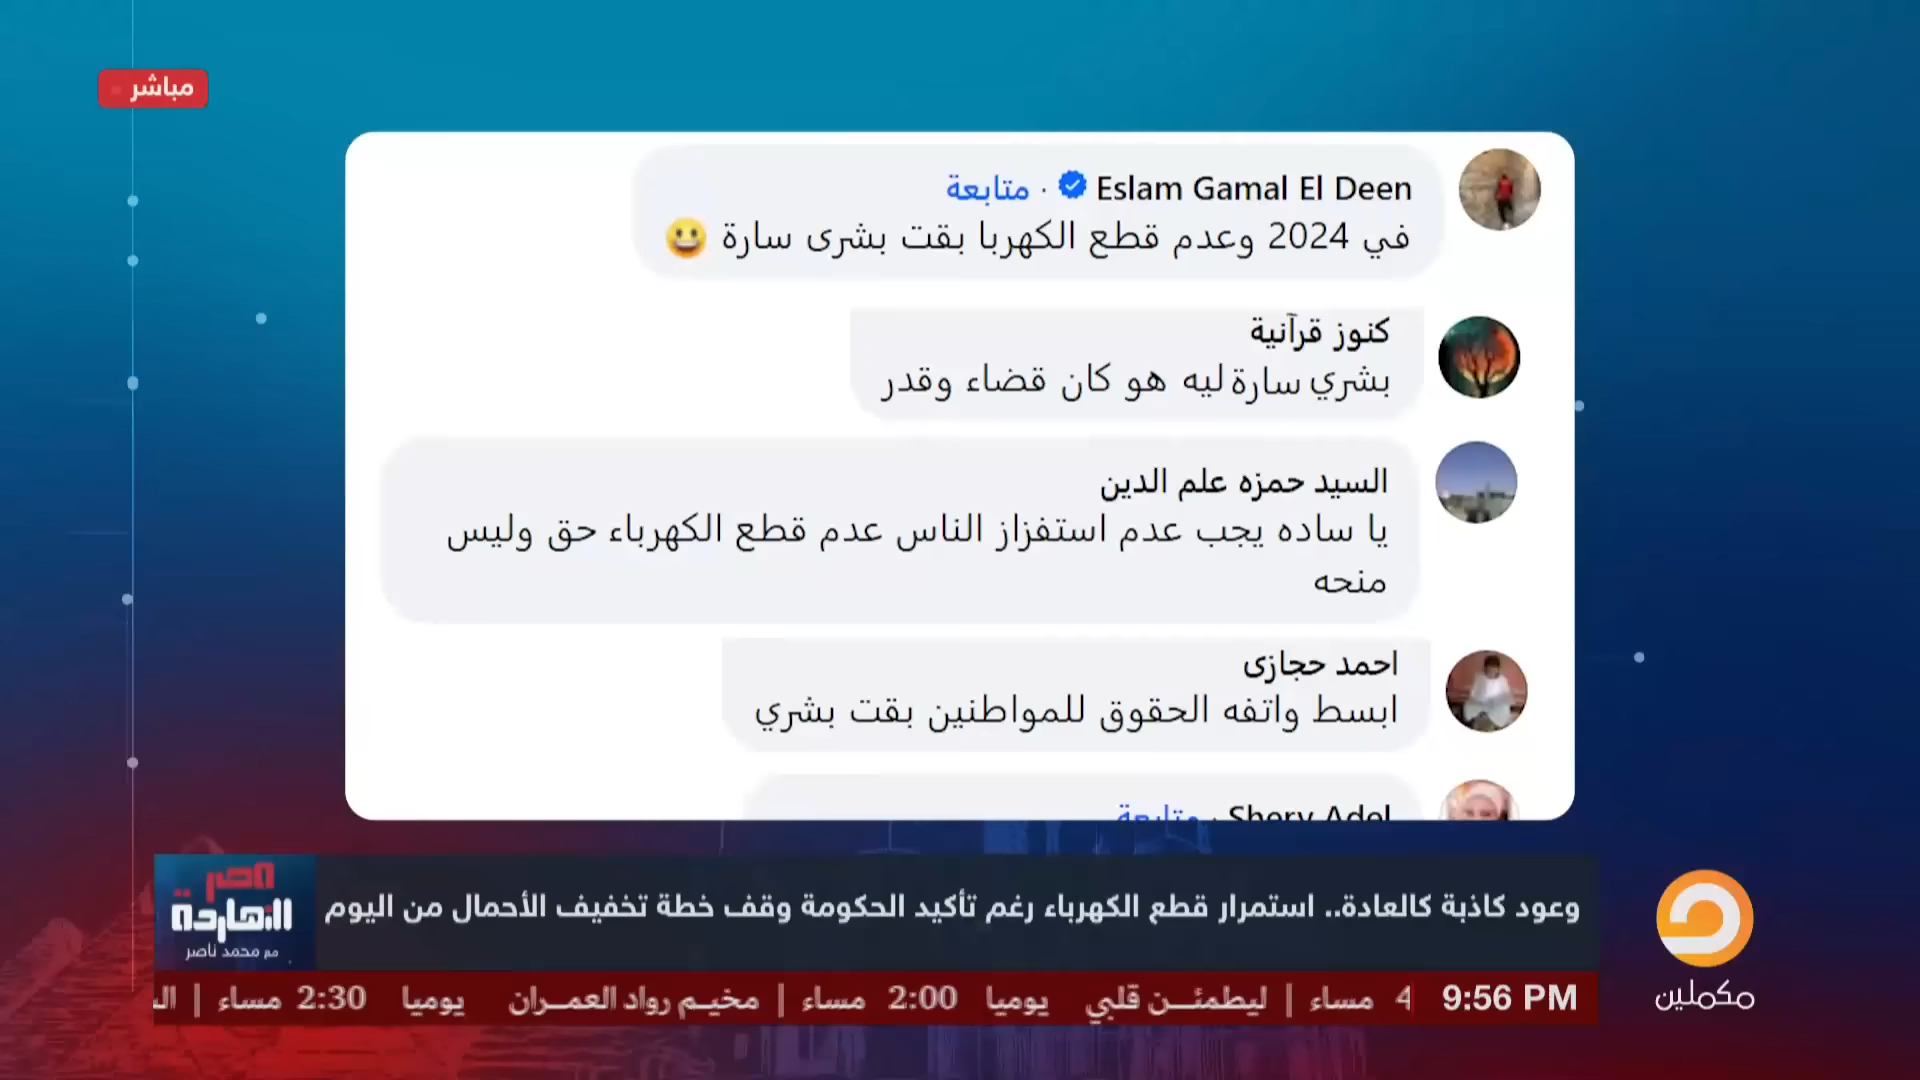 مباشر
Eslam Gamal El Deen · متابعة
في 2024 وعدم قطع الكهربا بقت بشرى سارة 😀
كنوز قرآنية
بشري سارة ليه هو كان قضاء وقدر
السيد حمزه علم الدين
يا ساده يجب عدم استفزاز الناس عدم قطع الكهرباء حق وليس
منحه
احمد حجازى
ابسط واتفه الحقوق للمواطنين بقت بشري
Shery Adel · متابعة
وعود كاذبة كالعادة.. استمرار قطع الكهرباء رغم تأكيد الحكومة وقف خطة تخفيف الأحمال من اليوم
مصر
النهاردة
مع محمد ناصر
9:56 PM
4 مساء | ليطمئن قلبي يوميا 2:00 مساء | مخيم رواد العمران يوميا 2:30 مساء |
مكملين